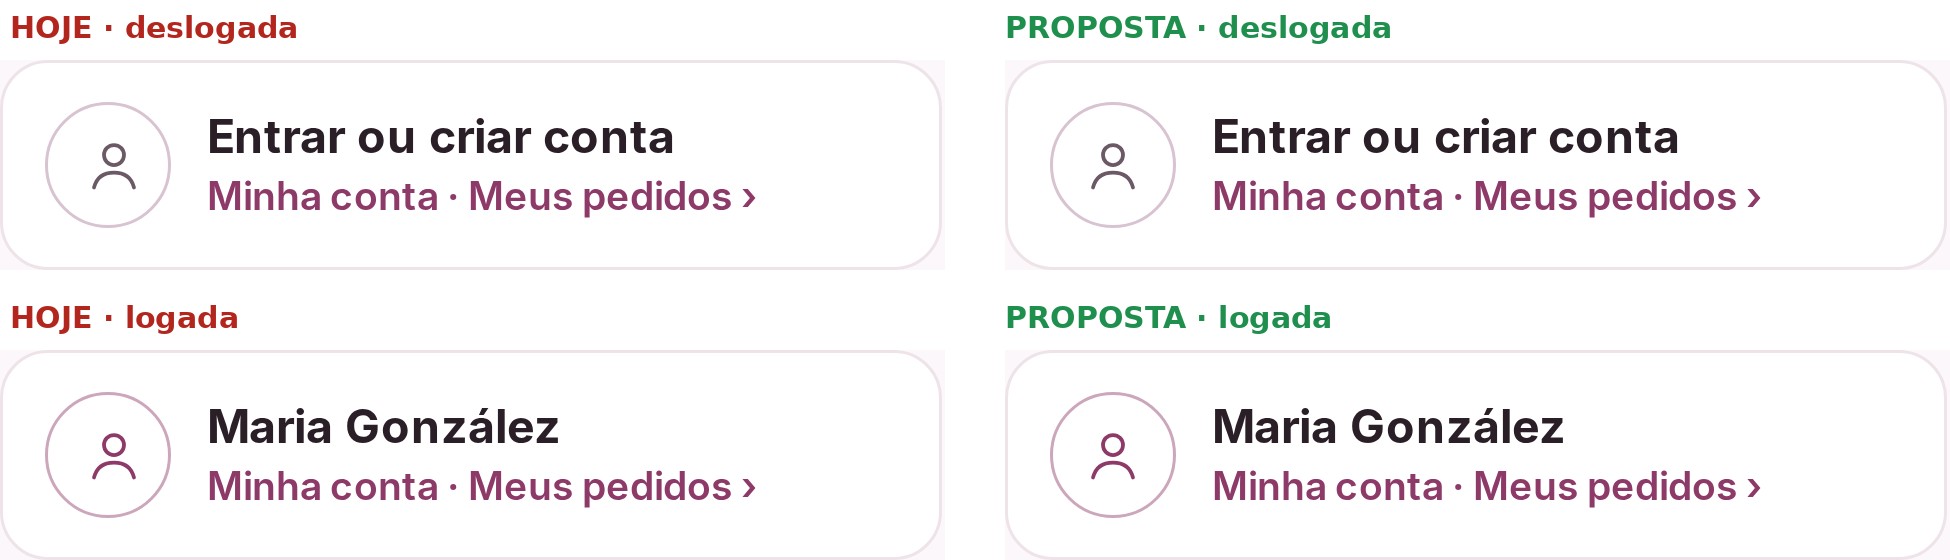 HOJE · deslogada
Entrar ou criar conta
Minha conta · Meus pedidos ›
PROPOSTA · deslogada
Entrar ou criar conta
Minha conta · Meus pedidos ›
HOJE · logada
Maria González
Minha conta · Meus pedidos ›
PROPOSTA · logada
Maria González
Minha conta · Meus pedidos ›